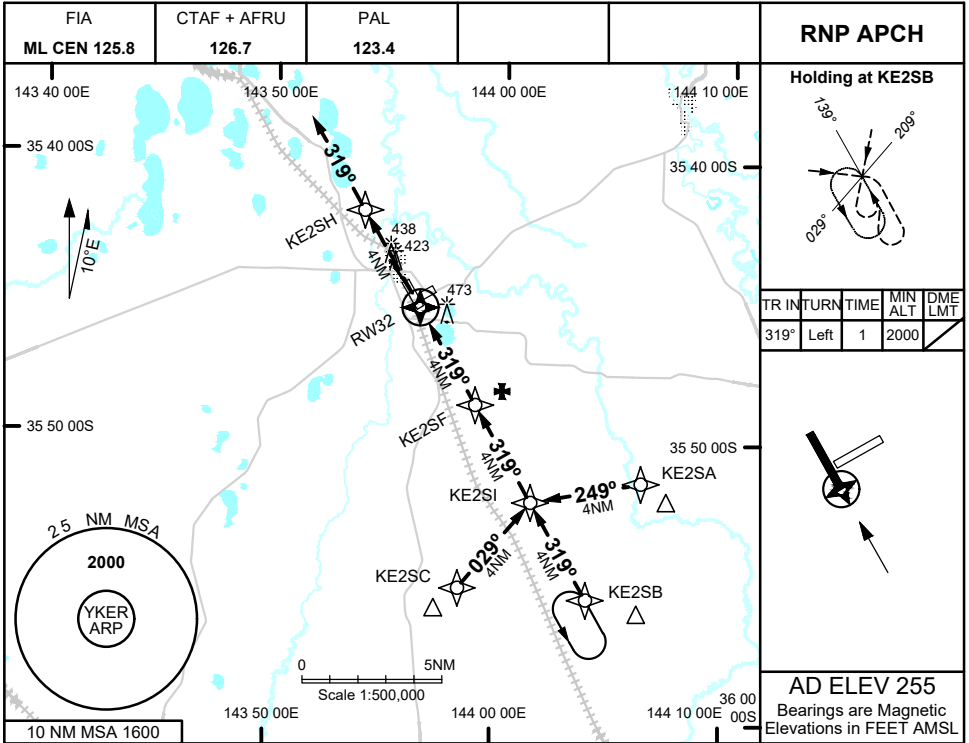 FIA
ML CEN 125.8
CTAF + AFRU
126.7
PAL
123.4
RNP APCH
143 40 00E
143 50 00E
144 00 00E
144 10 00E
35 40 00S
35 40 00S
10°E
319°
KE2SH
4NM
438
423
473
RW32
319°
4NM
KE2SF
35 50 00S
35 50 00S
319°
4NM
KE2SI
249°
4NM
KE2SA
029°
4NM
KE2SC
319°
4NM
KE2SB
25 NM MSA
2000
YKER
ARP
10 NM MSA 1600
0
5NM
Scale 1:500,000
143 50 00E
144 00 00E
144 10 00E
36 00
00S
Holding at KE2SB
139°
209°
029°
TR IN
TURN
TIME
MIN
ALT
DME
LMT
319°
Left
1
2000
AD ELEV 255
Bearings are Magnetic
Elevations in FEET AMSL